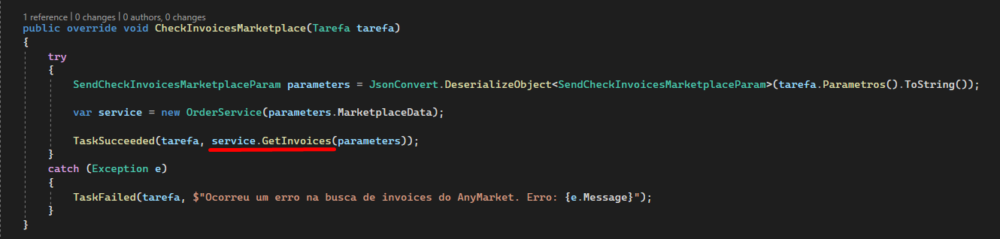 1 reference | 0 changes | 0 authors, 0 changes
public override void CheckInvoicesMarketplace(Tarefa tarefa)
{
try
{
SendCheckInvoicesMarketplaceParam parameters = JsonConvert.DeserializeObject<SendCheckInvoicesMarketplaceParam>(tarefa.Parametros().ToString());
var service = new OrderService(parameters.MarketplaceData);
TaskSucceeded(tarefa, service.GetInvoices(parameters));
}
catch (Exception e)
{
TaskFailed(tarefa, $"Ocorreu um erro na busca de invoices do AnyMarket. Erro: {e.Message}");
}
}